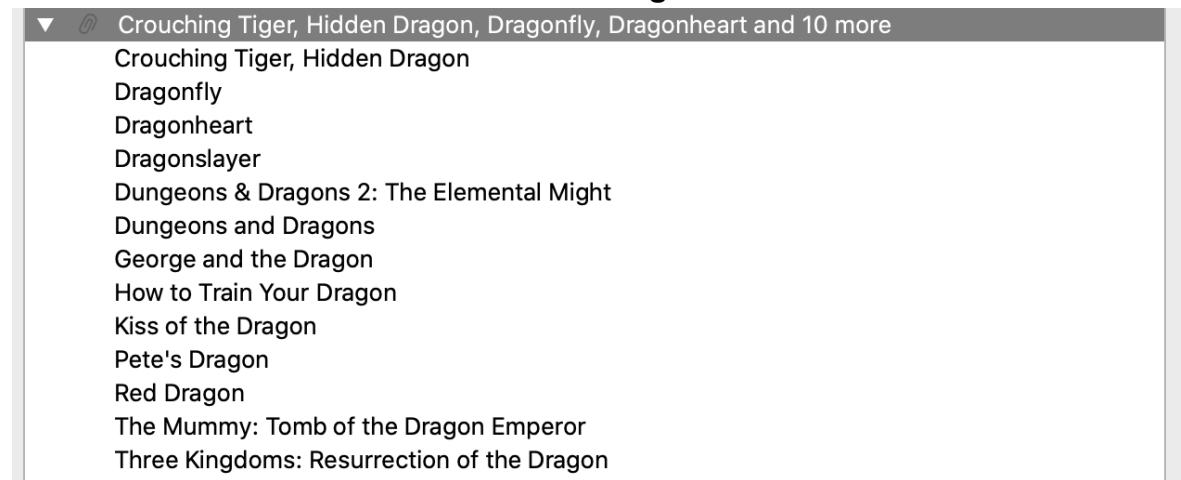 Crouching Tiger, Hidden Dragon, Dragonfly, Dragonheart and 10 more
Crouching Tiger, Hidden Dragon
Dragonfly
Dragonheart
Dragonslayer
Dungeons & Dragons 2: The Elemental Might
Dungeons and Dragons
George and the Dragon
How to Train Your Dragon
Kiss of the Dragon
Pete's Dragon
Red Dragon
The Mummy: Tomb of the Dragon Emperor
Three Kingdoms: Resurrection of the Dragon